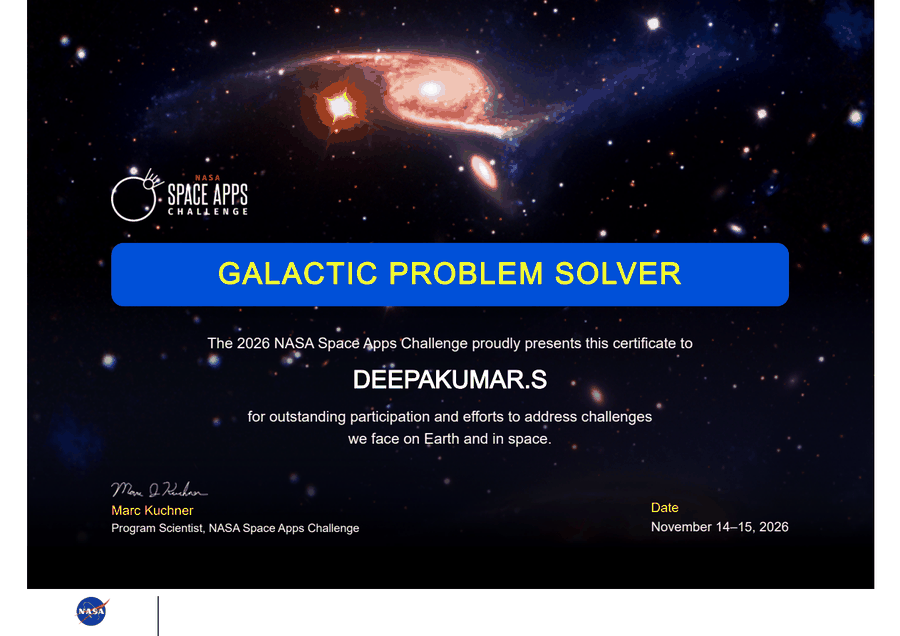 NASA
SPACE APPS
CHALLENGE
GALACTIC PROBLEM SOLVER
The 2026 NASA Space Apps Challenge proudly presents this certificate to
DEEPAKUMAR.S
for outstanding participation and efforts to address challenges
we face on Earth and in space.
Marc J Kuchner
Marc Kuchner
Program Scientist, NASA Space Apps Challenge
Date
November 14–15, 2026
NASA